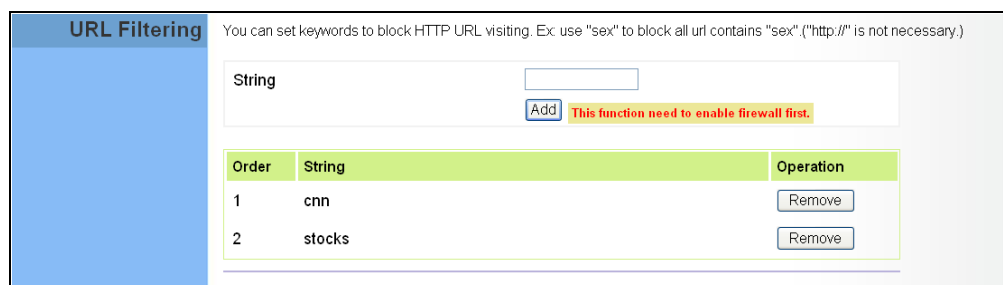 URL Filtering
You can set keywords to block HTTP URL visiting. Ex: use "sex" to block all url contains "sex".("http://" is not necessary.)
String
Add This function need to enable firewall first.
Order String Operation
1 cnn Remove
2 stocks Remove